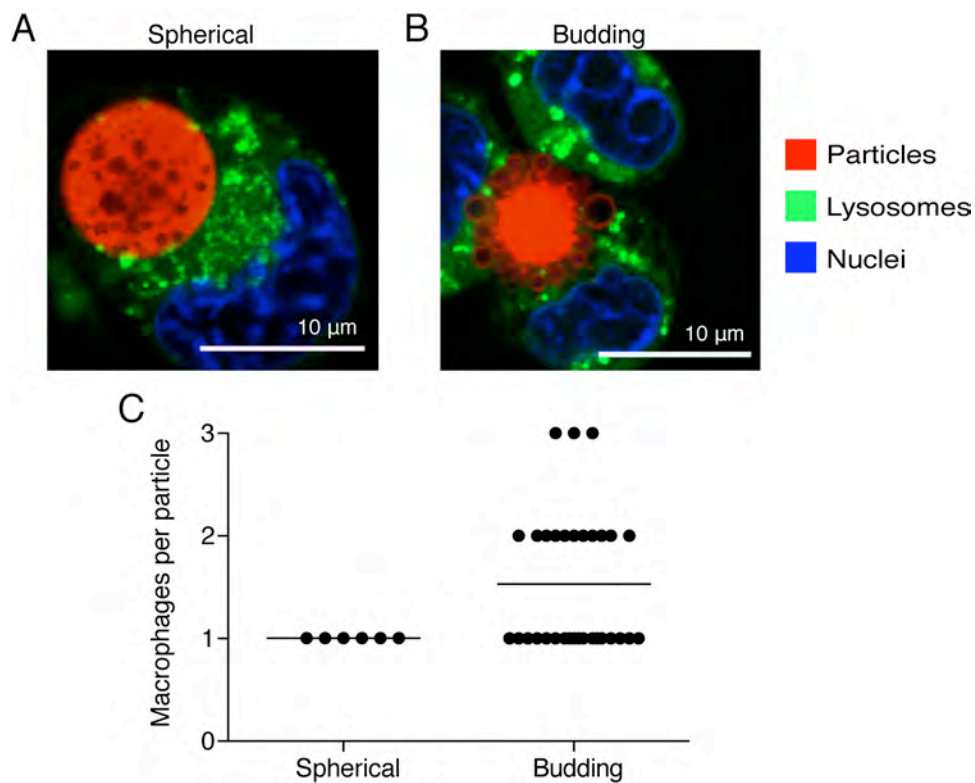 A
Spherical
10 µm
B
Budding
10 µm
Particles
Lysosomes
Nuclei
C
Macrophages per particle
3
2
1
0
Spherical
Budding